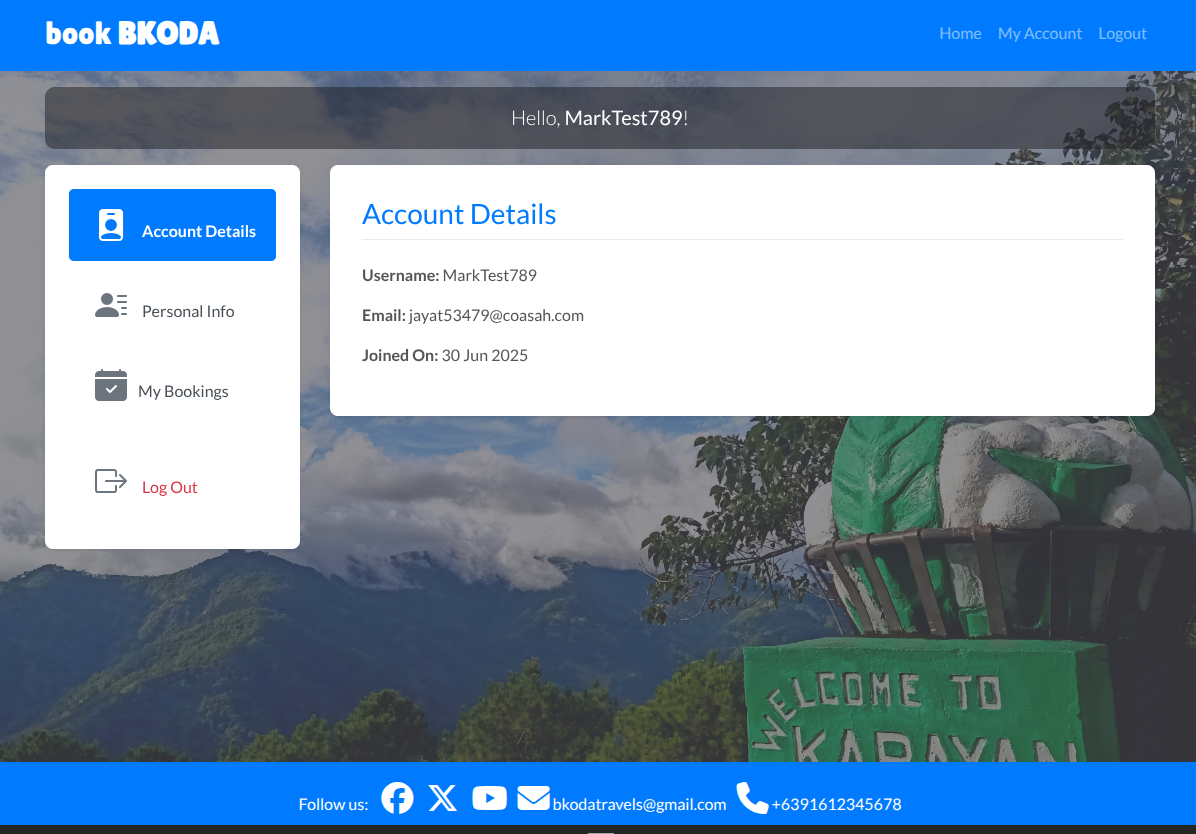 book BKODA
Home My Account Logout
Hello, MarkTest789!
Account Details
Personal Info
My Bookings
Log Out
Account Details
Username: MarkTest789
Email: jayat53479@coasah.com
Joined On: 30 Jun 2025
WELCOME TO
KABAYAN
Follow us: bkodatravels@gmail.com +6391612345678